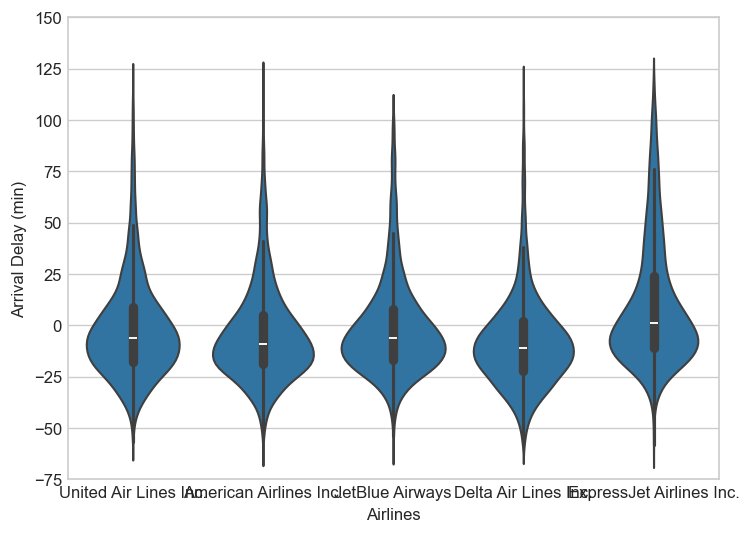 150
125
100
75
50
25
0
−25
−50
−75
Arrival Delay (min)
United Air Lines Inc.
American Airlines Inc.
JetBlue Airways
Delta Air Lines Inc.
ExpressJet Airlines Inc.
Airlines